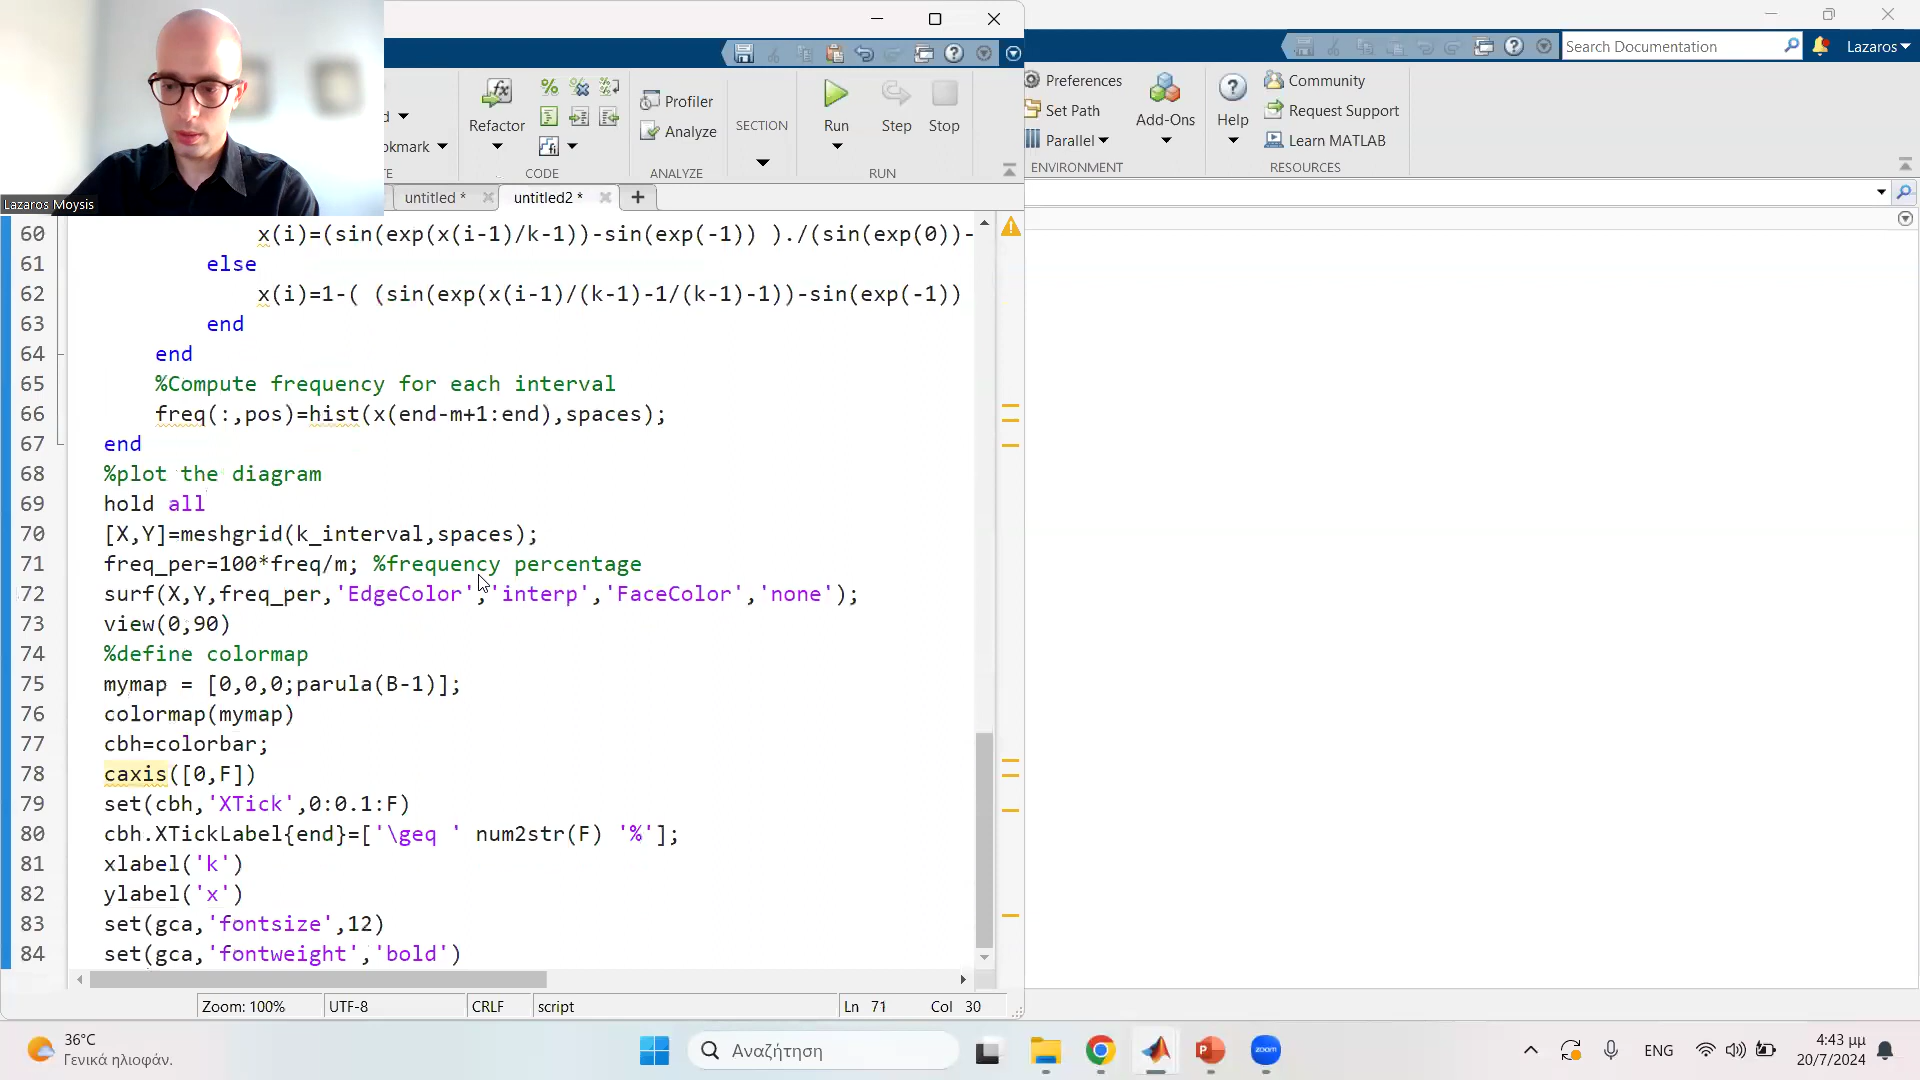 Lazaros Moysis
Search Documentation
Lazaros
Refactor
CODE
Profiler
Analyze
ANALYZE
SECTION
Run
Step
Stop
RUN
Preferences
Set Path
Parallel
ENVIRONMENT
Add-Ons
Help
Community
Request Support
Learn MATLAB
RESOURCES
untitled *
untitled2 *
60 x(i)=(sin(exp(x(i-1)/k-1))-sin(exp(-1)) )./(sin(exp(0))-
61 else
62 x(i)=1-( (sin(exp(x(i-1)/(k-1)-1/(k-1)-1))-sin(exp(-1))
63 end
64 end
65 %Compute frequency for each interval
66 freq(:,pos)=hist(x(end-m+1:end),spaces);
67 end
68 %plot the diagram
69 hold all
70 [X,Y]=meshgrid(k_interval,spaces);
71 freq_per=100*freq/m; %frequency percentage
72 surf(X,Y,freq_per,'EdgeColor','interp','FaceColor','none');
73 view(0,90)
74 %define colormap
75 mymap = [0,0,0;parula(B-1)];
76 colormap(mymap)
77 cbh=colorbar;
78 caxis([0,F])
79 set(cbh,'XTick',0:0.1:F)
80 cbh.XTickLabel{end}=['\geq ' num2str(F) '%'];
81 xlabel('k')
82 ylabel('x')
83 set(gca,'fontsize',12)
84 set(gca,'fontweight','bold')
Zoom: 100%
UTF-8
CRLF
script
Ln 71
Col 30
36°C
Γενικά ηλιοφάν.
Αναζήτηση
zoom
ENG
4:43 μμ
20/7/2024